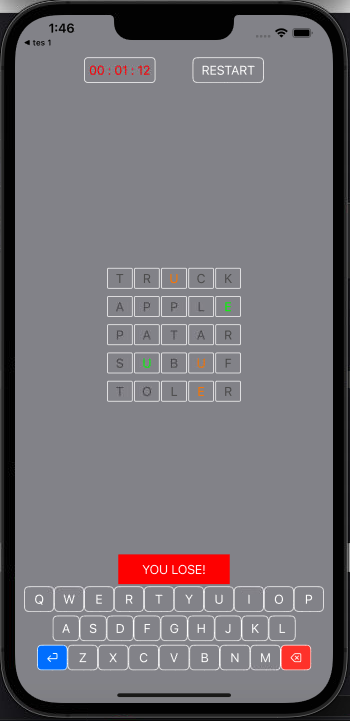 1:46
◀ tes 1
00 : 01 : 12 RESTART
T R U C K
A P P L E
P A T A R
S U B U F
T O L E R
YOU LOSE!
Q W E R T Y U I O P
A S D F G H J K L
Z X C V B N M